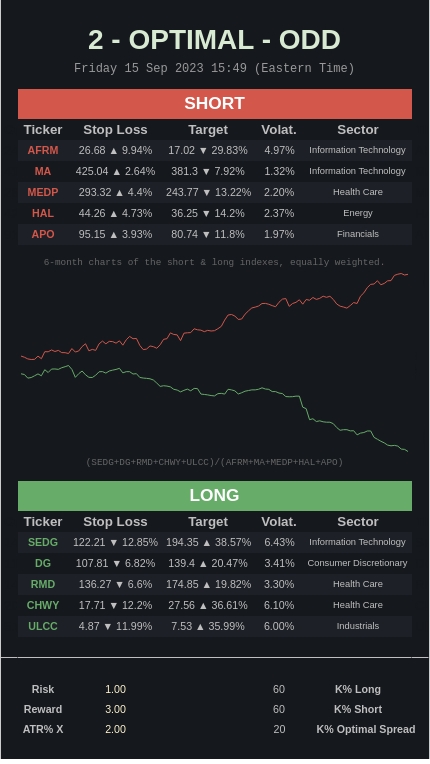 2 - OPTIMAL - ODD
Friday 15 Sep 2023 15:49 (Eastern Time)
SHORT
Ticker Stop Loss Target Volat. Sector
AFRM 26.68 ▲ 9.94% 17.02 ▼ 29.83% 4.97% Information Technology
MA 425.04 ▲ 2.64% 381.3 ▼ 7.92% 1.32% Information Technology
MEDP 293.32 ▲ 4.4% 243.77 ▼ 13.22% 2.20% Health Care
HAL 44.26 ▲ 4.73% 36.25 ▼ 14.2% 2.37% Energy
APO 95.15 ▲ 3.93% 80.74 ▼ 11.8% 1.97% Financials
6-month charts of the short & long indexes, equally weighted.
(SEDG+DG+RMD+CHWY+ULCC)/(AFRM+MA+MEDP+HAL+APO)
LONG
Ticker Stop Loss Target Volat. Sector
SEDG 122.21 ▼ 12.85% 194.35 ▲ 38.57% 6.43% Information Technology
DG 107.81 ▼ 6.82% 139.4 ▲ 20.47% 3.41% Consumer Discretionary
RMD 136.27 ▼ 6.6% 174.85 ▲ 19.82% 3.30% Health Care
CHWY 17.71 ▼ 12.2% 27.56 ▲ 36.61% 6.10% Health Care
ULCC 4.87 ▼ 11.99% 7.53 ▲ 35.99% 6.00% Industrials
Risk 1.00 60 K% Long
Reward 3.00 60 K% Short
ATR% X 2.00 20 K% Optimal Spread